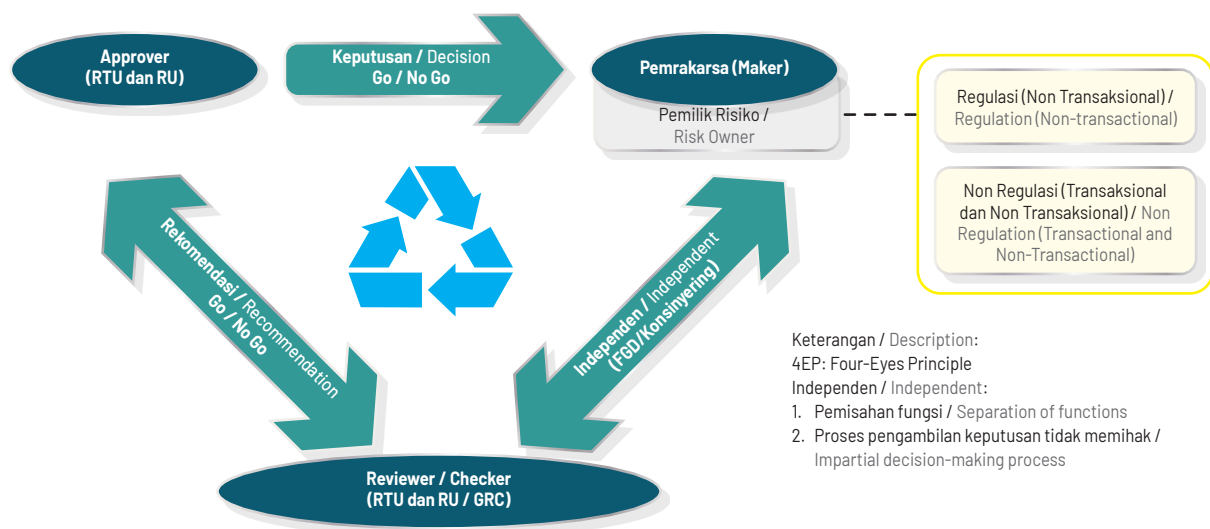 Approver
(RTU dan RU)
Keputusan / Decision
Go / No Go
Pemrakarsa (Maker)
Pemilik Risiko /
Risk Owner
Regulasi (Non Transaksional) /
Regulation (Non-transactional)
Non Regulasi (Transaksional
dan Non Transaksional) / Non
Regulation (Transactional and
Non-Transactional)
Rekomendasi / Recommendation
Go / No Go
Independen / Independent
(FGD/Konsinyering)
Reviewer / Checker
(RTU dan RU / GRC)
Keterangan / Description:
4EP: Four-Eyes Principle
Independen / Independent:
1. Pemisahan fungsi / Separation of functions
2. Proses pengambilan keputusan tidak memihak /
Impartial decision-making process